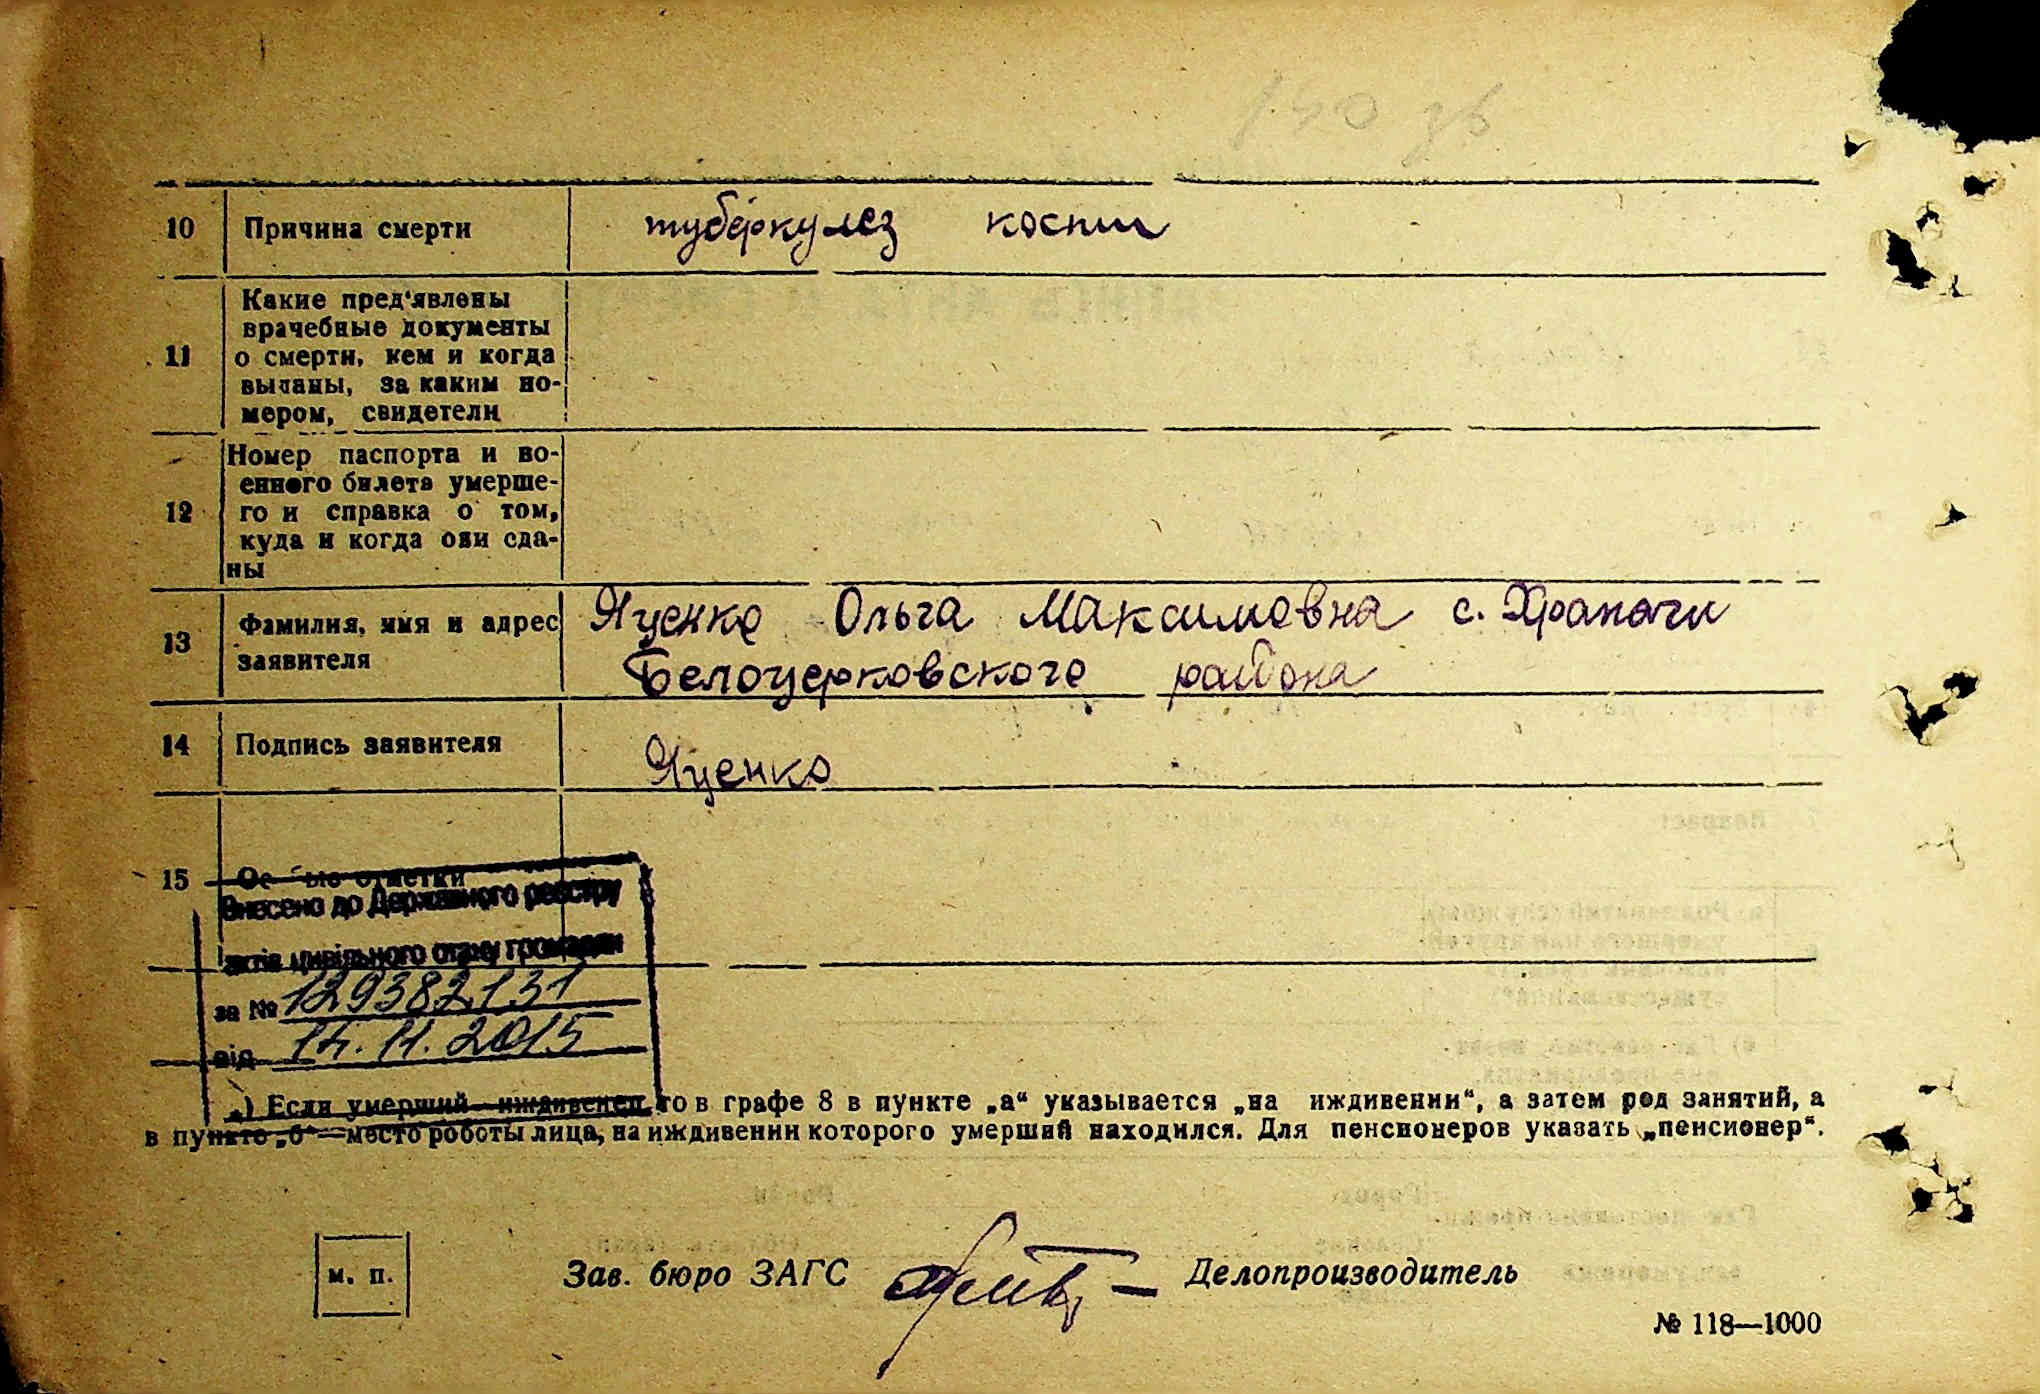 150 зв
10 Причина смерти туберкулез кости
11 Какие пред'явлены
врачебные документы
о смерти, кем и когда
выданы, за каким но-
мером, свидетели
12 Номер паспорта и во-
енного билета умерше-
го и справка о том,
куда и когда они сда-
ны
13 Фамилия, имя и адрес
заявителя
Яценко Ольга Максимовна с. Храпачи
Белоцерковского района
14 Подпись заявителя Яценко
15 Особые отметки
Внесено до Державного реєстру
актів цивільного стану громадян
за № 129382131
від 14.11.2015
*) Если умерший иждивенец, то в графе 8 в пункте „а“ указывается „на иждивении“, а затем род занятий, а
в пункте „б“—место роботы лица, на иждивении которого умерший находился. Для пенсионеров указать „пенсионер“.
м. п. Зав. бюро ЗАГС Делопроизводитель
№ 118—1000